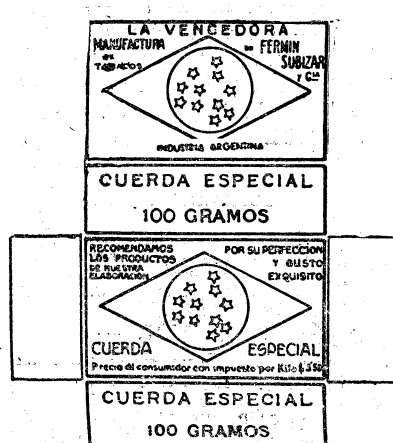 LA VENCEDORA
MANUFACTURA DE FERMIN
TABACOS SUBIZAR
Y Cía
INDUSTRIA ARGENTINA
CUERDA ESPECIAL
100 GRAMOS
RECOMENDAMOS POR SU PERFECCION
LOS PRODUCTOS Y GUSTO
DE NUESTRA EXQUISITO
ELABORACION
CUERDA ESPECIAL
Precio al consumidor con impuesto por Kilo
CUERDA ESPECIAL
100 GRAMOS